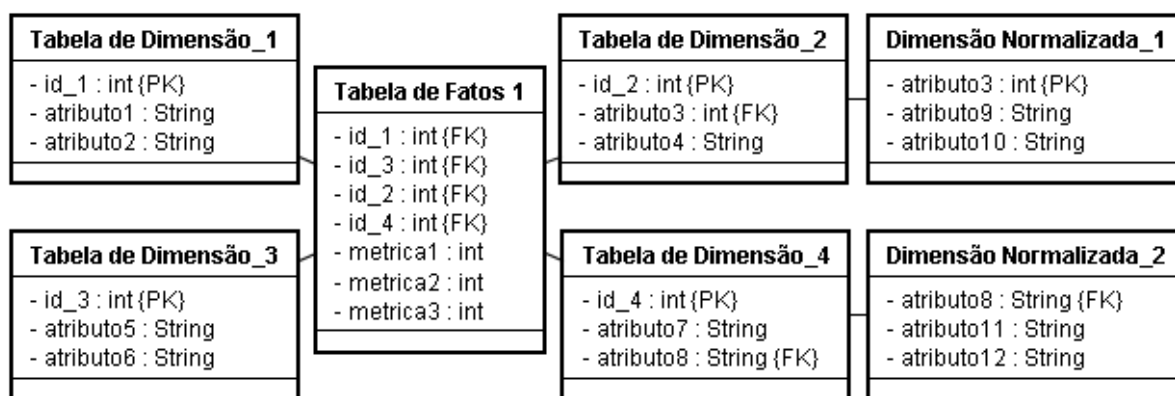 Tabela de Dimensão_1
- id_1 : int {PK}
- atributo1 : String
- atributo2 : String
Tabela de Fatos 1
- id_1 : int {FK}
- id_3 : int {FK}
- id_2 : int {FK}
- id_4 : int {FK}
- metrica1 : int
- metrica2 : int
- metrica3 : int
Tabela de Dimensão_2
- id_2 : int {PK}
- atributo3 : int {FK}
- atributo4 : String
Dimensão Normalizada_1
- atributo3 : int {PK}
- atributo9 : String
- atributo10 : String
Tabela de Dimensão_3
- id_3 : int {PK}
- atributo5 : String
- atributo6 : String
Tabela de Dimensão_4
- id_4 : int {PK}
- atributo7 : String
- atributo8 : String {FK}
Dimensão Normalizada_2
- atributo8 : String {FK}
- atributo11 : String
- atributo12 : String